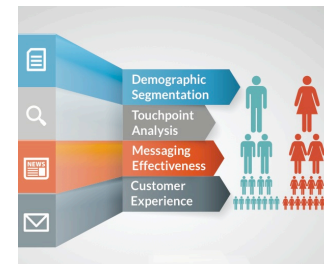 Demographic
Segmentation
Touchpoint
Analysis
NEWS
Messaging
Effectiveness
Customer
Experience